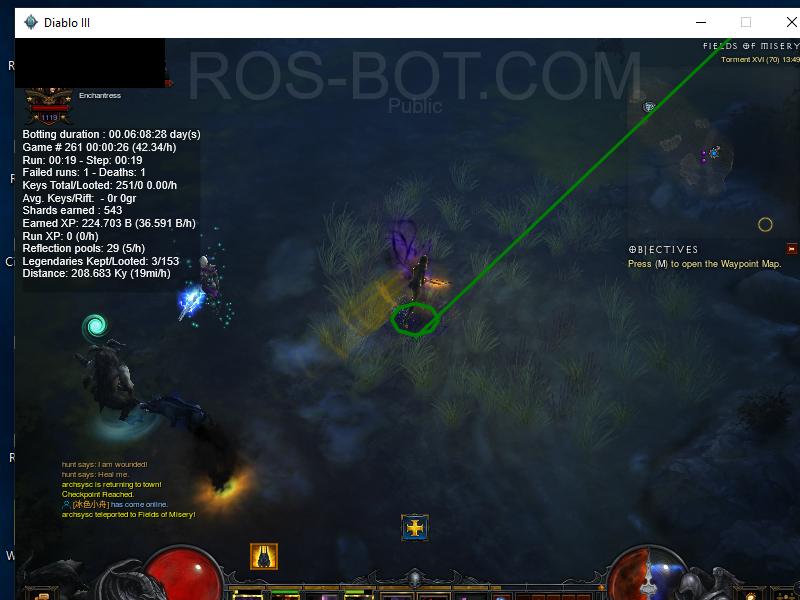 Diablo III
ROS-BOT.COM
Public
FIELDS OF MISERY
Torment XVI (70) 13:49
Enchantress
1119
Botting duration : 00.06:08:28 day(s)
Game # 261 00:00:26 (42.34/h)
Run: 00:19 - Step: 00:19
Failed runs: 1 - Deaths: 1
Keys Total/Looted: 251/0 0.00/h
Avg. Keys/Rift: - 0r 0gr
Shards earned : 543
Earned XP: 224.703 B (36.591 B/h)
Run XP: 0 (0/h)
Reflection pools: 29 (5/h)
Legendaries Kept/Looted: 3/153
Distance: 208.683 Ky (19mi/h)
OBJECTIVES
Press (M) to open the Waypoint Map.
hunt says: I am wounded!
hunt says: Heal me.
archsysc is returning to town!
Checkpoint Reached.
[冰色小舟] has come online.
archsysc teleported to Fields of Misery!